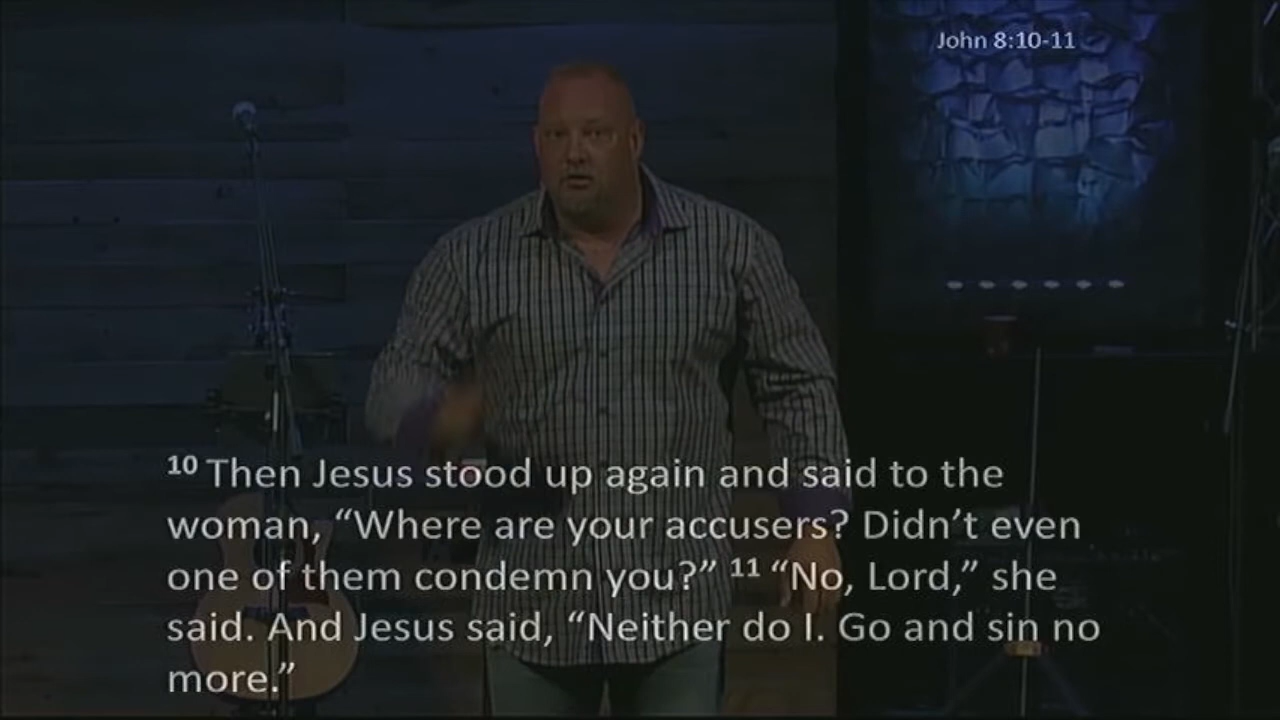 John 8:10-11
10 Then Jesus stood up again and said to the
woman, “Where are your accusers? Didn’t even
one of them condemn you?” 11 “No, Lord,” she
said. And Jesus said, “Neither do I. Go and sin no
more.”